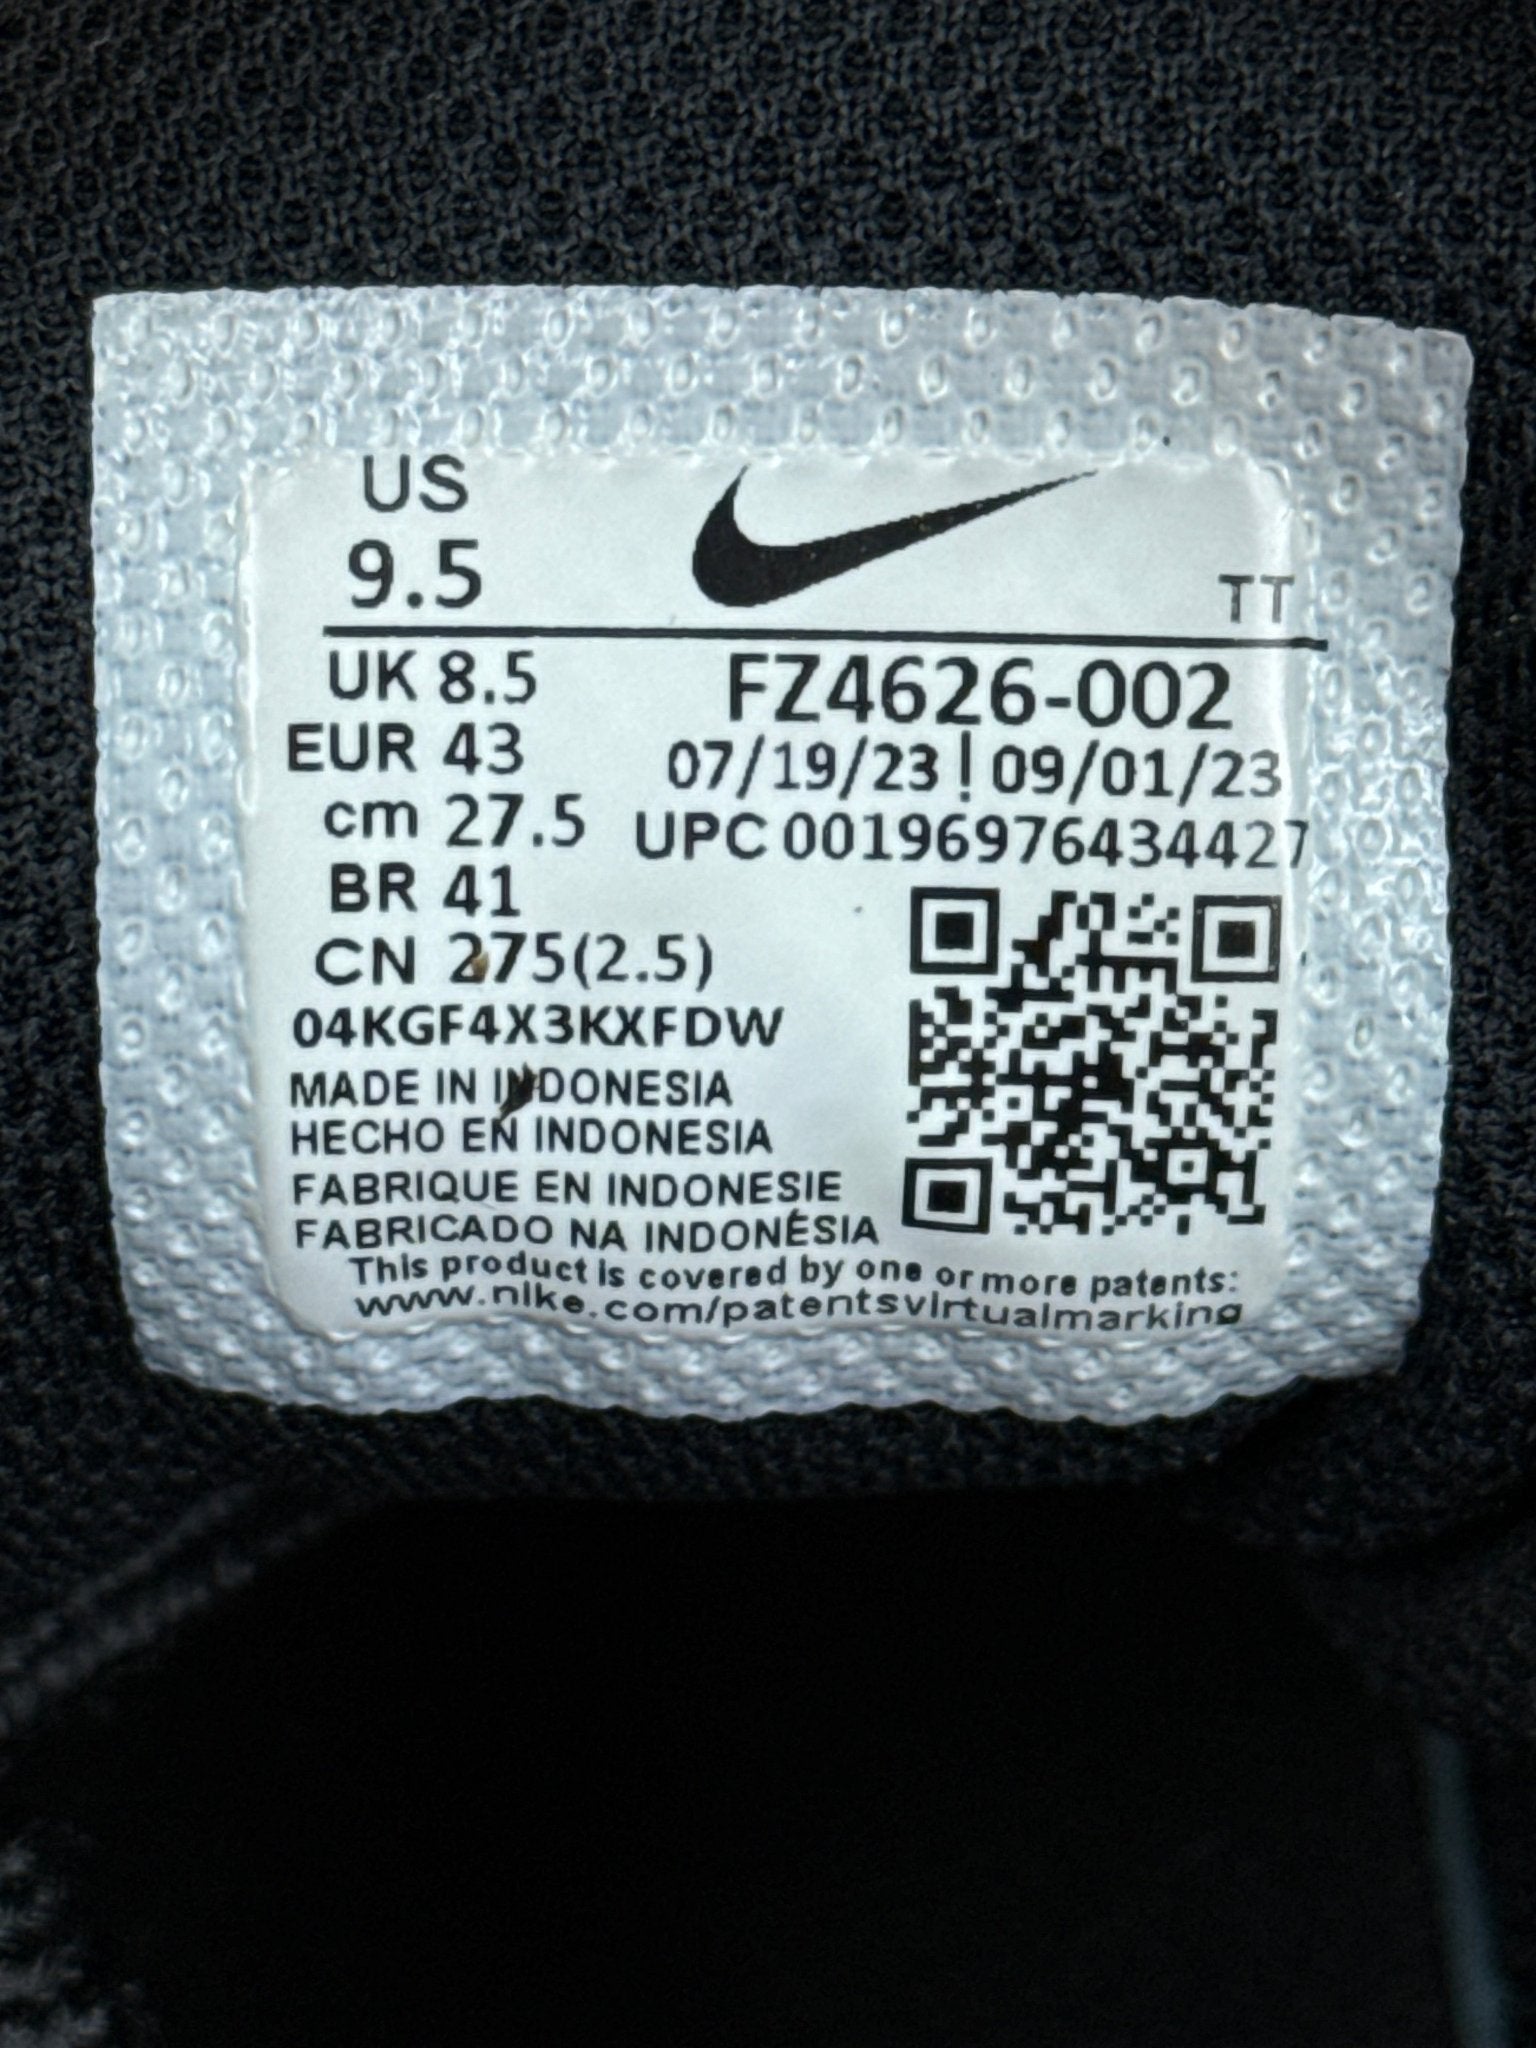 US
9.5
TT
UK 8.5
EUR 43
cm 27.5
BR 41
CN 275(2.5)
FZ4626-002
07/19/23 | 09/01/23
UPC 00196976434427
04KGF4X3KXFDW
MADE IN INDONESIA
HECHO EN INDONESIA
FABRIQUE EN INDONESIE
FABRICADO NA INDONÉSIA
This product is covered by one or more patents:
www.nike.com/patentsvirtualmarking